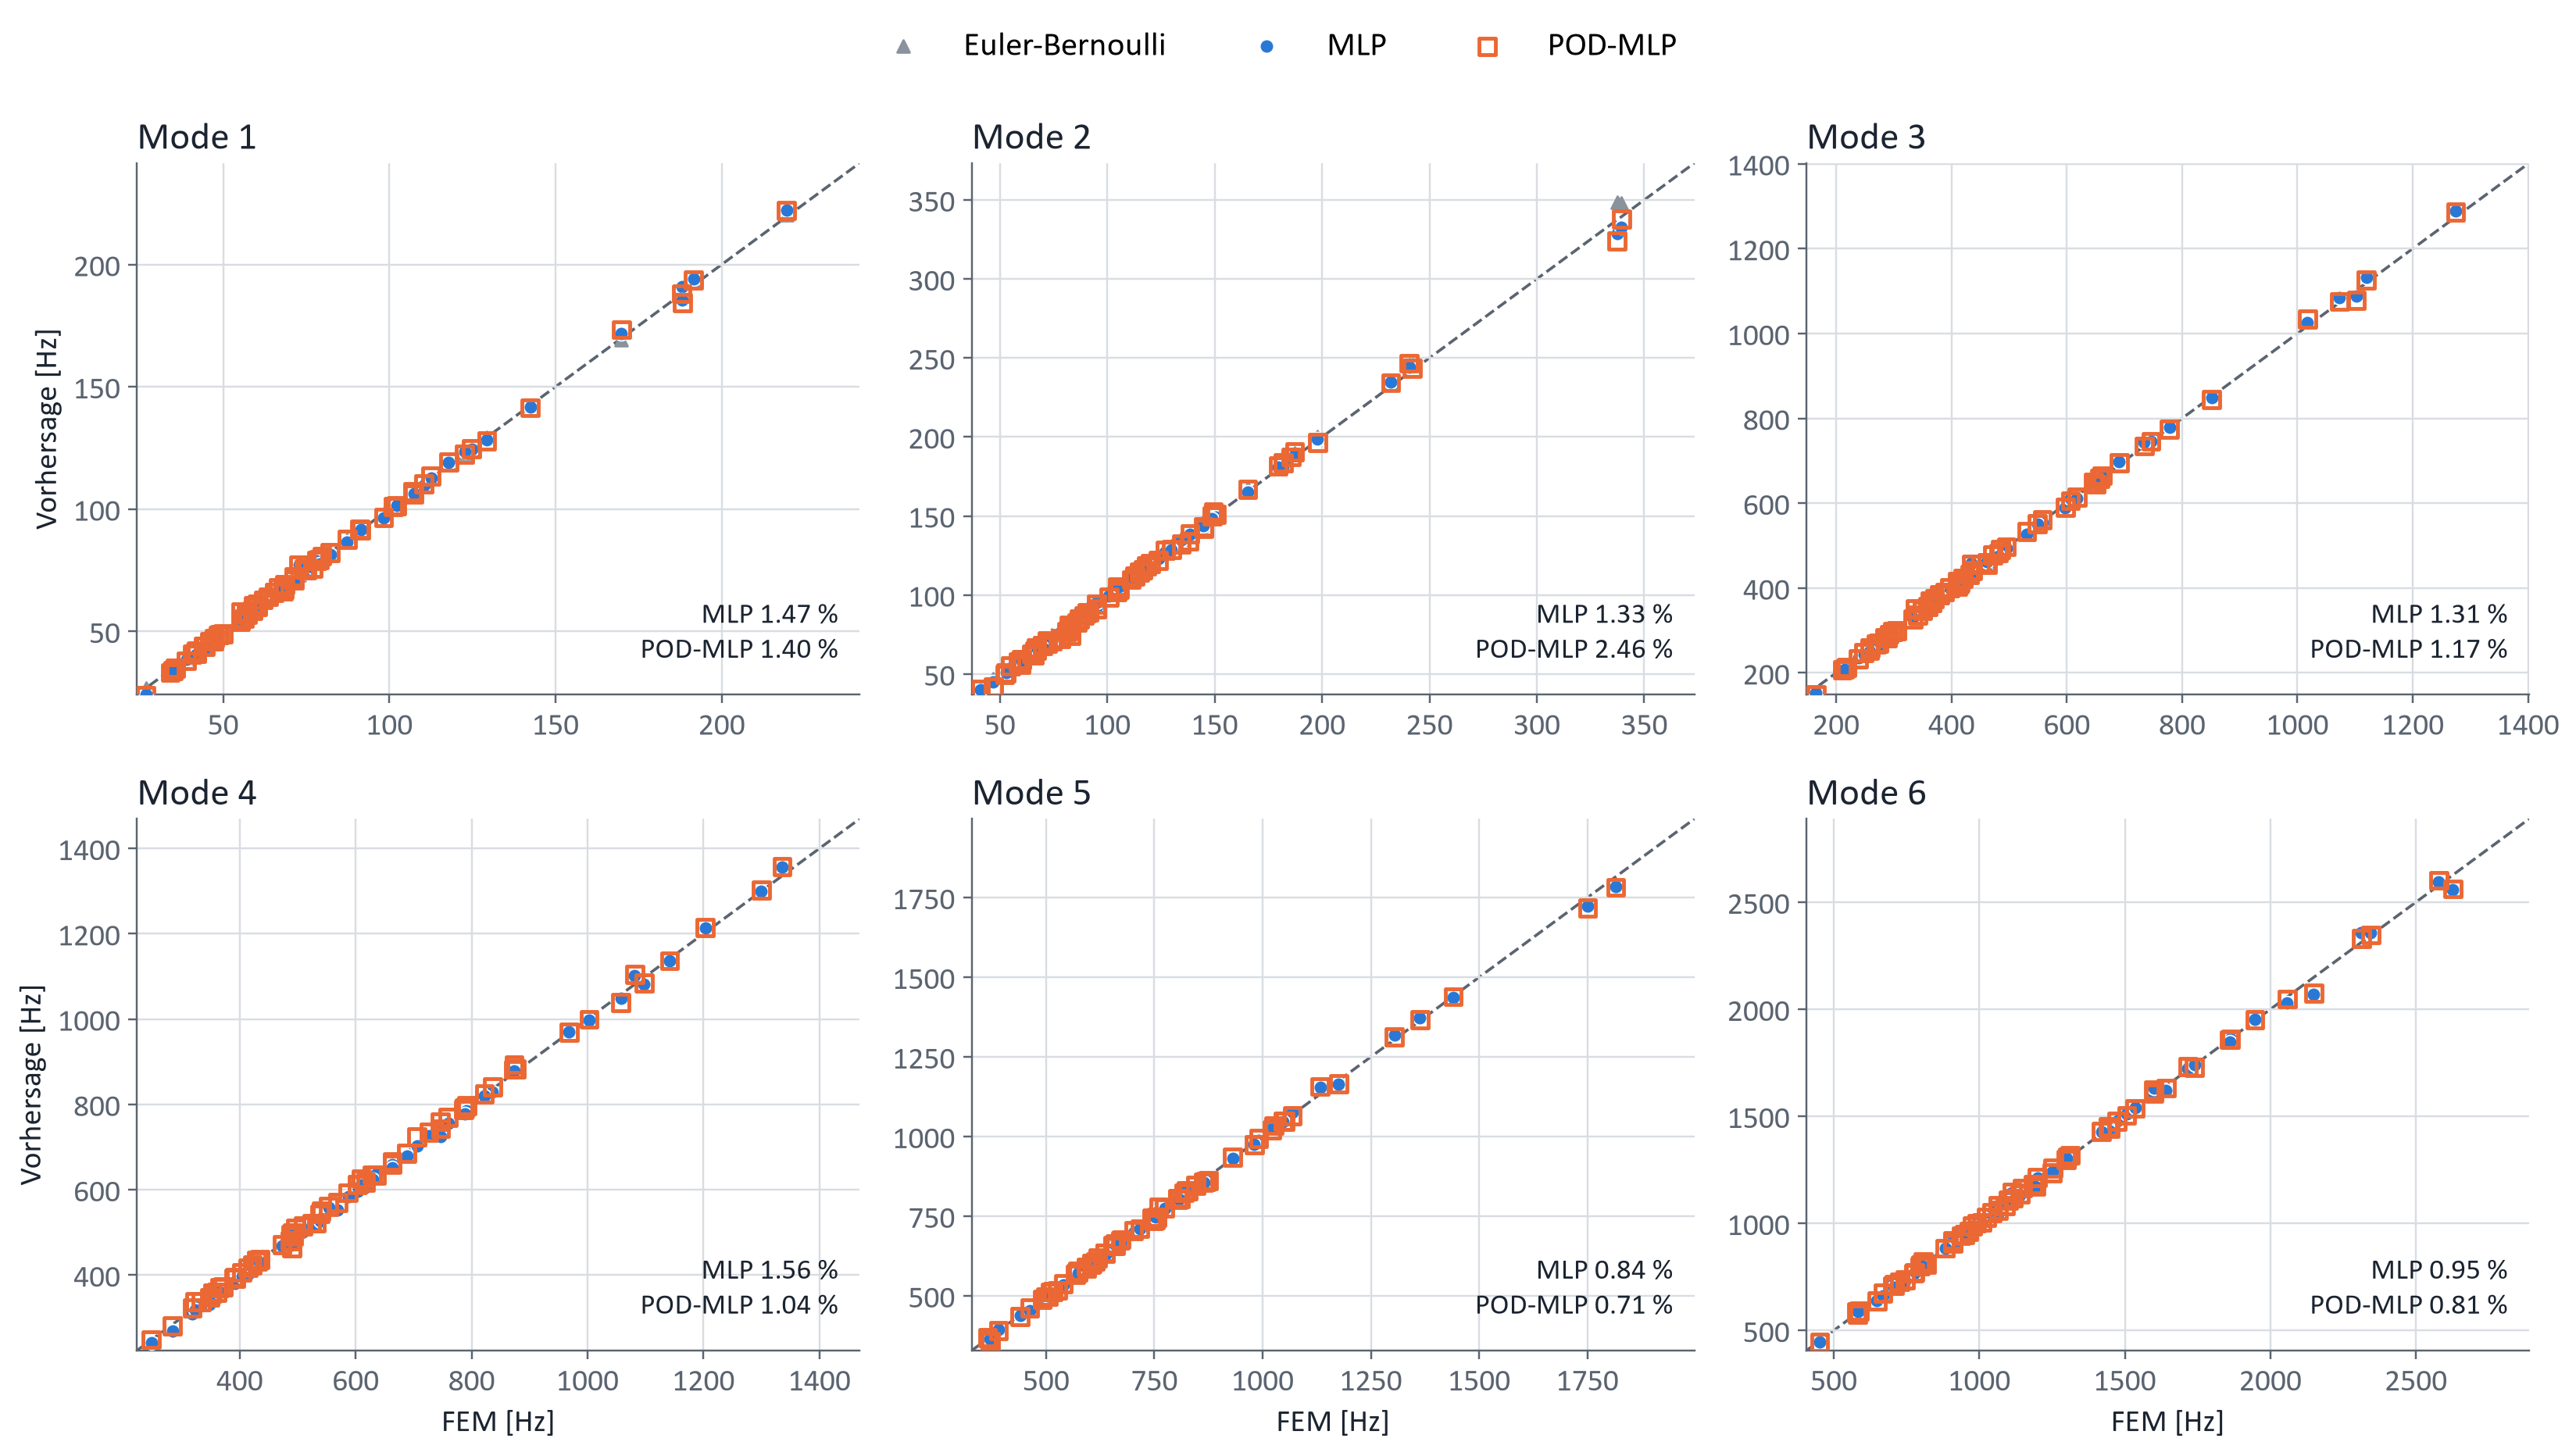 Euler-Bernoulli MLP POD-MLP
Mode 1
Vorhersage [Hz]
200
150
100
50
50 100 150 200
MLP 1.47 %
POD-MLP 1.40 %
Mode 2
350
300
250
200
150
100
50
50 100 150 200 250 300 350
MLP 1.33 %
POD-MLP 2.46 %
Mode 3
1400
1200
1000
800
600
400
200
200 400 600 800 1000 1200 1400
MLP 1.31 %
POD-MLP 1.17 %
Mode 4
Vorhersage [Hz]
1400
1200
1000
800
600
400
400 600 800 1000 1200 1400
FEM [Hz]
MLP 1.56 %
POD-MLP 1.04 %
Mode 5
1750
1500
1250
1000
750
500
500 750 1000 1250 1500 1750
FEM [Hz]
MLP 0.84 %
POD-MLP 0.71 %
Mode 6
2500
2000
1500
1000
500
500 1000 1500 2000 2500
FEM [Hz]
MLP 0.95 %
POD-MLP 0.81 %